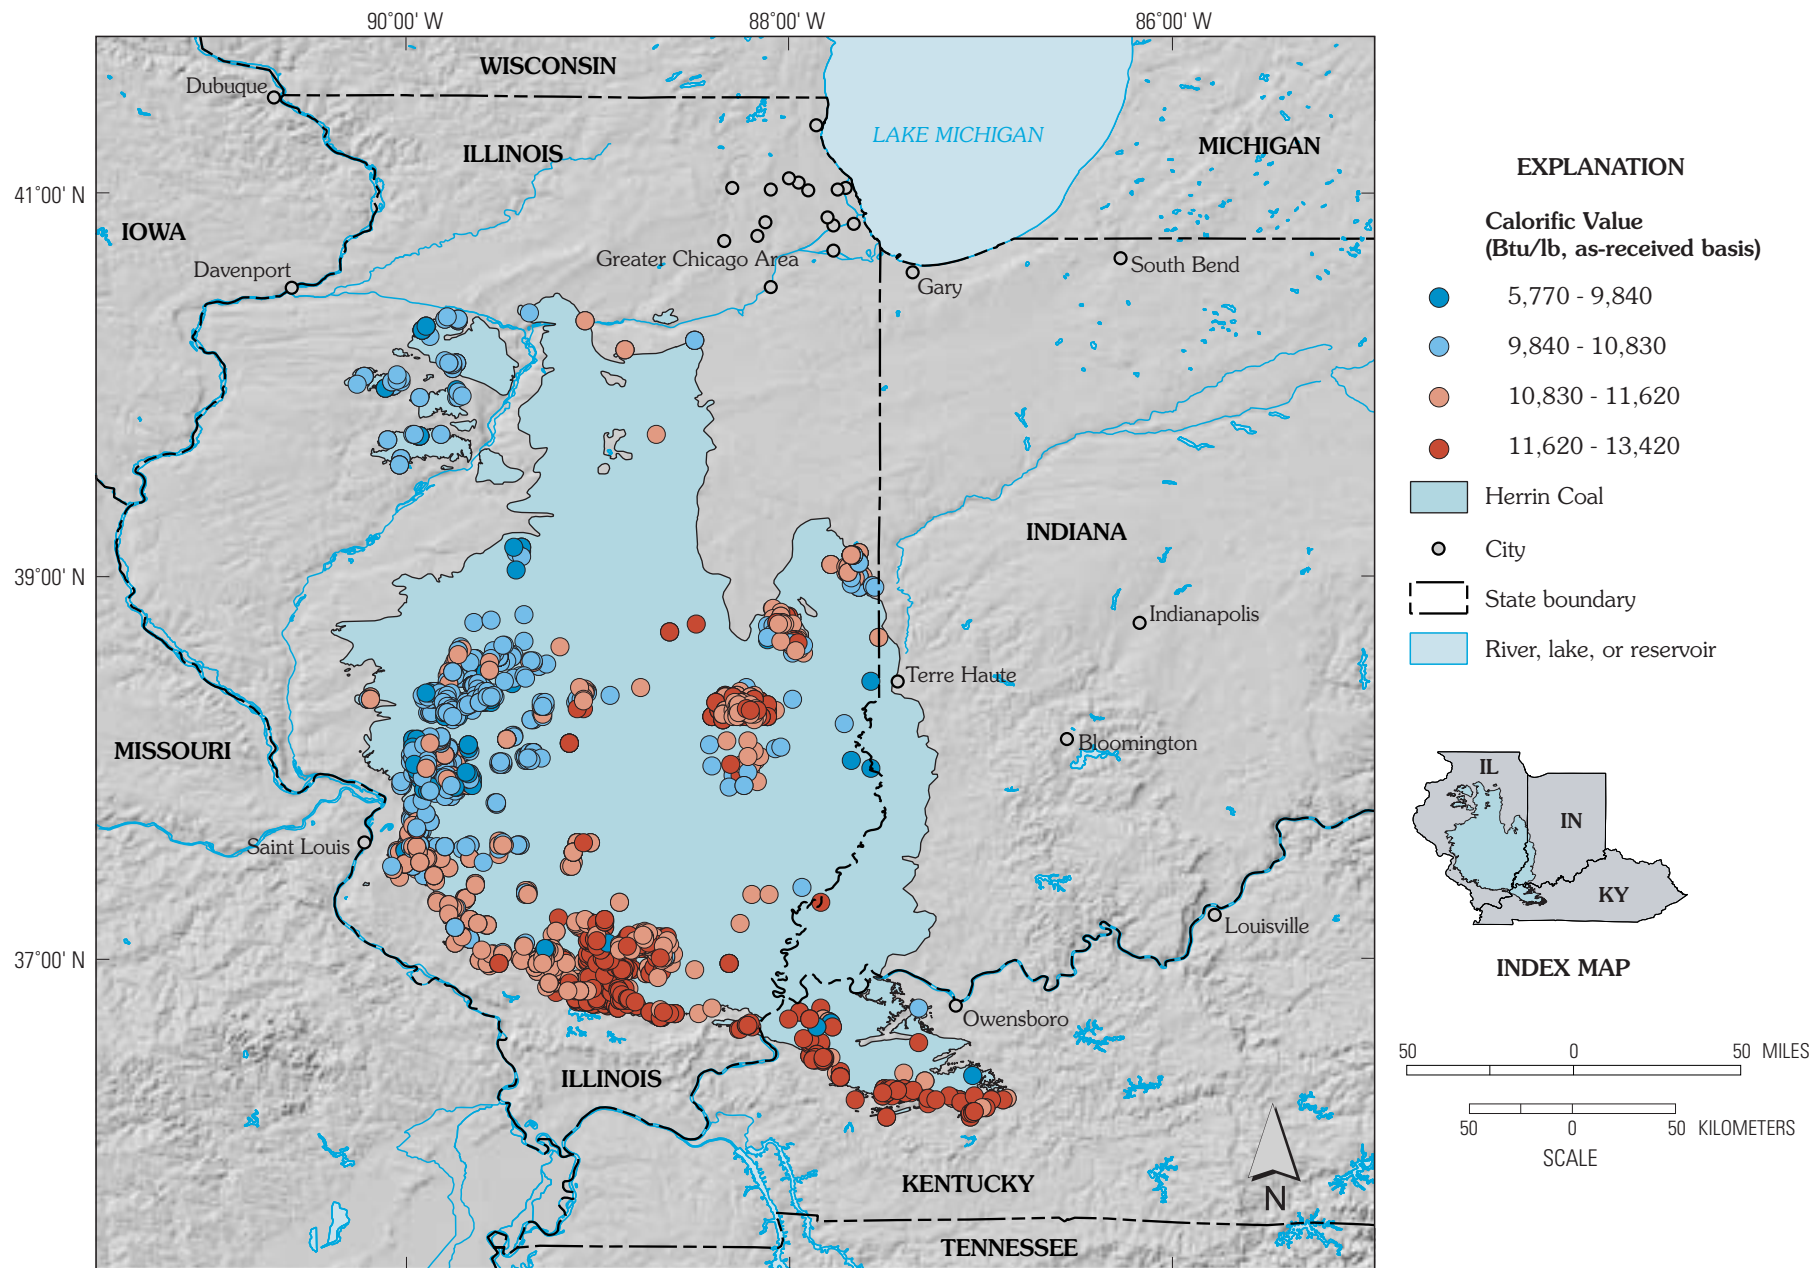 90°00' W
88°00' W
86°00' W
WISCONSIN
Dubuque
LAKE MICHIGAN
ILLINOIS
MICHIGAN
41°00' N
IOWA
Greater Chicago Area
Davenport
Gary
South Bend
INDIANA
39°00' N
Indianapolis
Terre Haute
MISSOURI
Bloomington
Saint Louis
Louisville
37°00' N
Owensboro
ILLINOIS
KENTUCKY
N
TENNESSEE
EXPLANATION
Calorific Value
(Btu/lb, as-received basis)
5,770 - 9,840
9,840 - 10,830
10,830 - 11,620
11,620 - 13,420
Herrin Coal
City
State boundary
River, lake, or reservoir
IL
IN
KY
INDEX MAP
50 0 50 MILES
50 0 50 KILOMETERS
SCALE